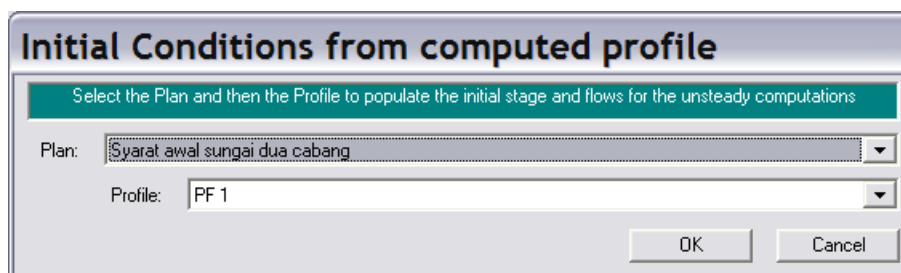 Initial Conditions from computed profile
Select the Plan and then the Profile to populate the initial stage and flows for the unsteady computations
Plan: Syarat awal sungai dua cabang
Profile: PF 1
OK Cancel